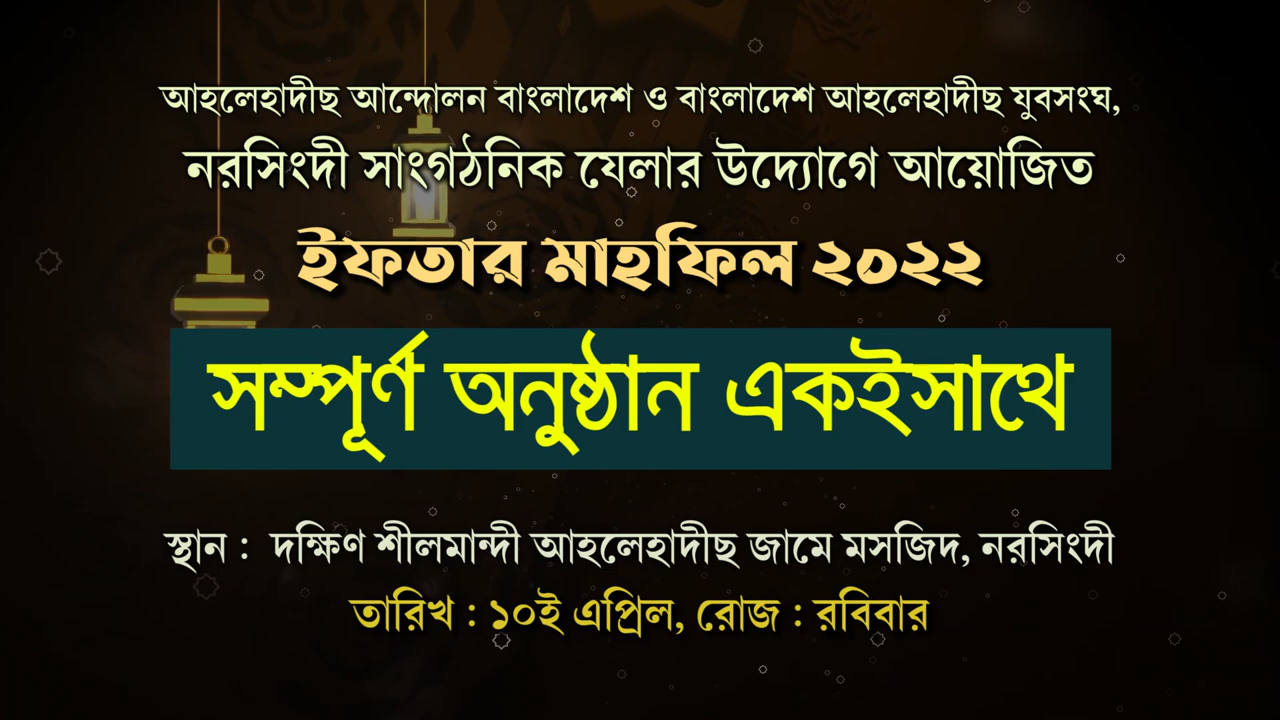 আহলেহাদীছ আন্দোলন বাংলাদেশ ও বাংলাদেশ আহলেহাদীছ যুবসংঘ,
নরসিংদী সাংগঠনিক যেলার উদ্যোগে আয়োজিত
ইফতার মাহফিল ২০২২
সম্পূর্ণ অনুষ্ঠান একইসাথে
স্থান : দক্ষিণ শীলমান্দী আহলেহাদীছ জামে মসজিদ, নরসিংদী
তারিখ : ১০ই এপ্রিল, রোজ : রবিবার